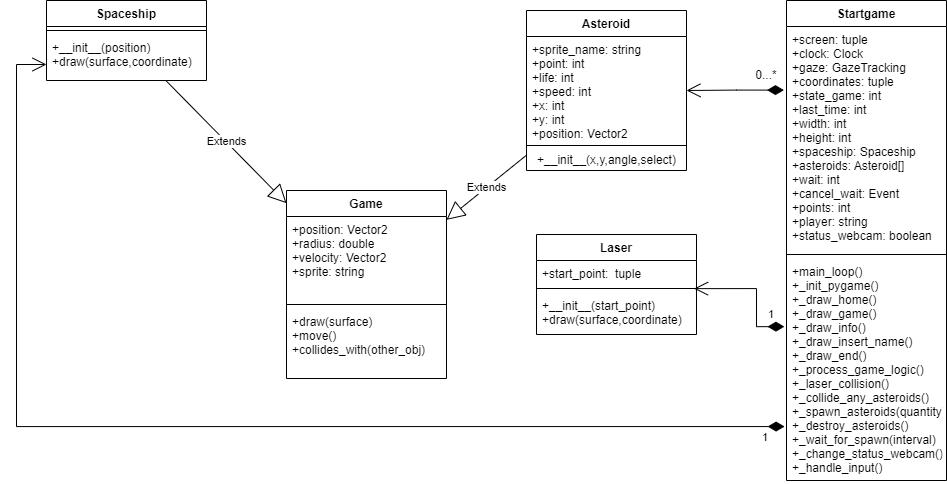 Spaceship
+__init__(position)
+draw(surface,coordinate)
Extends
Asteroid
+sprite_name: string
+point: int
+life: int
+speed: int
+x: int
+y: int
+position: Vector2
+__init__(x,y,angle,select)
Extends
Game
+position: Vector2
+radius: double
+velocity: Vector2
+sprite: string
+draw(surface)
+move()
+collides_with(other_obj)
Laser
+start_point:  tuple
+__init__(start_point)
+draw(surface,coordinate)
0...*
1
1
Startgame
+screen: tuple
+clock: Clock
+gaze: GazeTracking
+coordinates: tuple
+state_game: int
+last_time: int
+width: int
+height: int
+spaceship: Spaceship
+asteroids: Asteroid[]
+wait: int
+cancel_wait: Event
+points: int
+player: string
+status_webcam: boolean
+main_loop()
+_init_pygame()
+_draw_home()
+_draw_game()
+_draw_info()
+_draw_insert_name()
+_draw_end()
+_process_game_logic()
+_laser_collision()
+_collide_any_asteroids()
+_spawn_asteroids(quantity
+_destroy_asteroids()
+_wait_for_spawn(interval)
+_change_status_webcam()
+_handle_input()